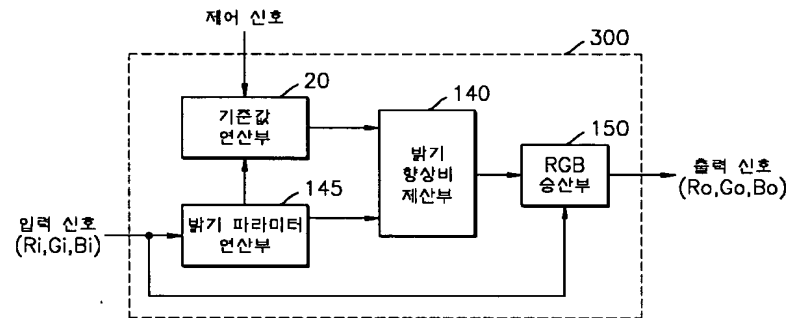 제어 신호
300
20
기준값
연산부
140
밝기
향상비
제산부
150
RGB
승산부
출력 신호
(Ro,Go,Bo)
145
밝기 파라미터
연산부
입력 신호
(Ri,Gi,Bi)